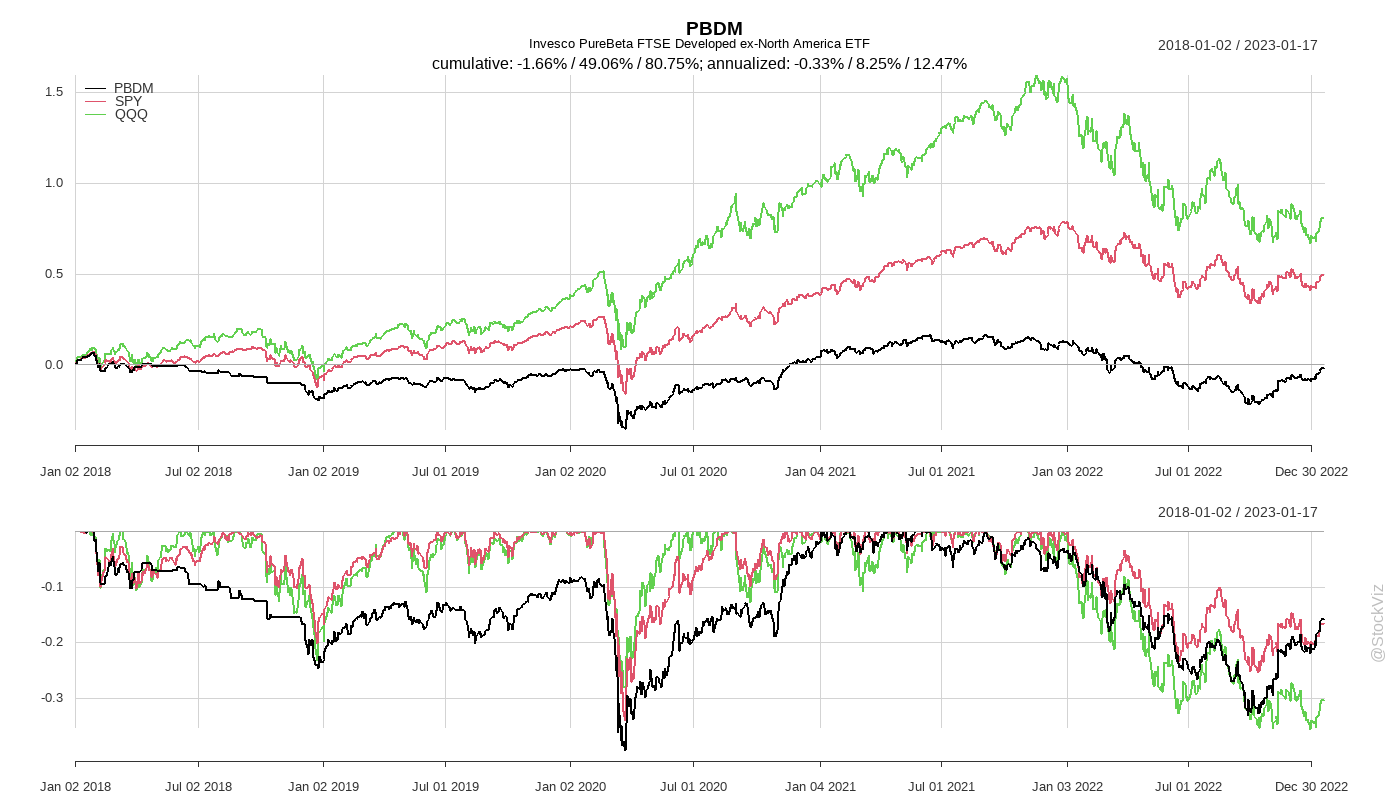 PBDM
Invesco PureBeta FTSE Developed ex-North America ETF
2018-01-02 / 2023-01-17
cumulative: -1.66% / 49.06% / 80.75%; annualized: -0.33% / 8.25% / 12.47%
PBDM
SPY
QQQ
1.5
1.0
0.5
0.0
Jan 02 2018 Jul 02 2018 Jan 02 2019 Jul 01 2019 Jan 02 2020 Jul 01 2020 Jan 04 2021 Jul 01 2021 Jan 03 2022 Jul 01 2022 Dec 30 2022
2018-01-02 / 2023-01-17
-0.1
-0.2
-0.3
Jan 02 2018 Jul 02 2018 Jan 02 2019 Jul 01 2019 Jan 02 2020 Jul 01 2020 Jan 04 2021 Jul 01 2021 Jan 03 2022 Jul 01 2022 Dec 30 2022
@StockViz